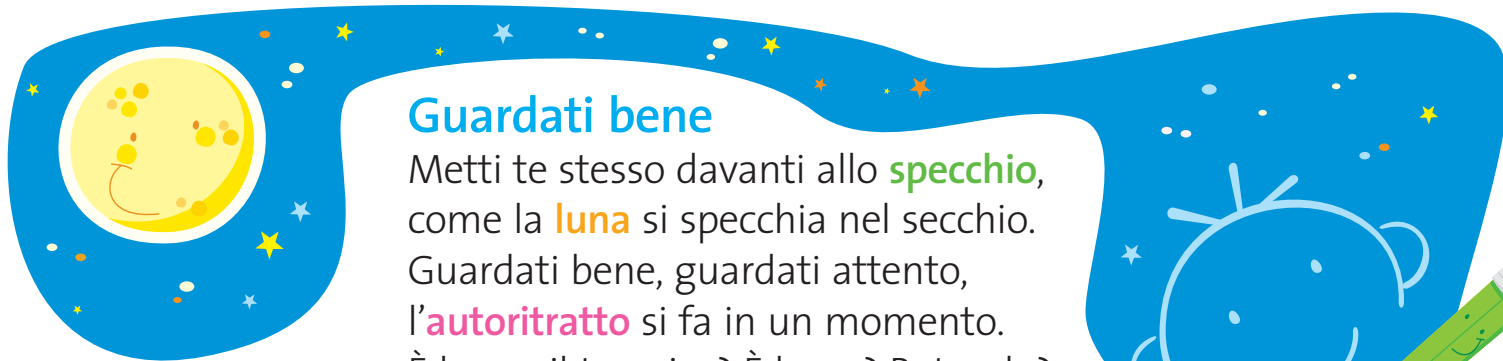 Guardati bene
Metti te stesso davanti allo specchio,
come la luna si specchia nel secchio.
Guardati bene, guardati attento,
l'autoritratto si fa in un momento.